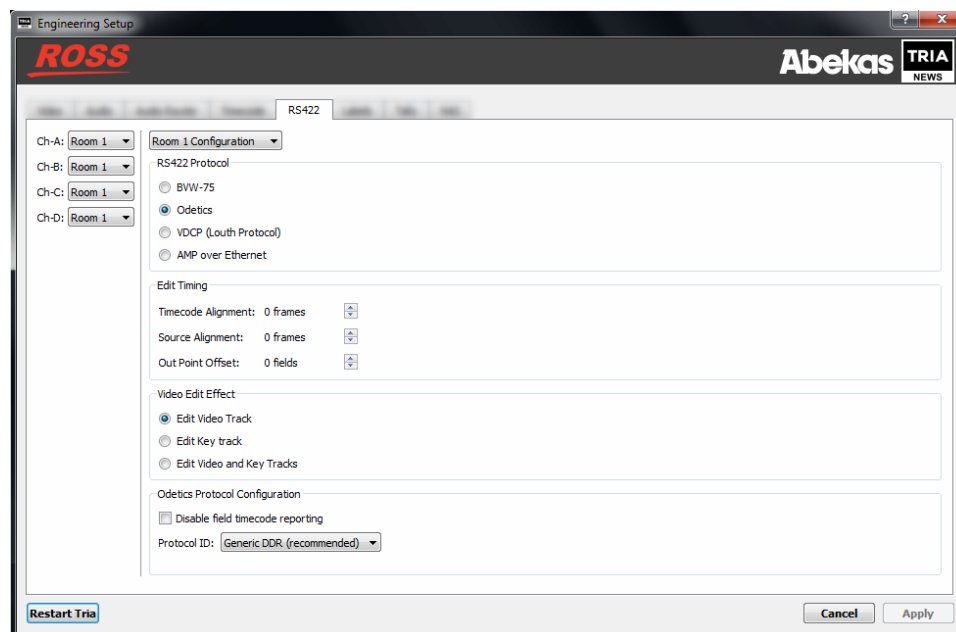 Engineering Setup
ROSS
Abekas TRIA NEWS
RS422
Ch-A: Room 1
Ch-B: Room 1
Ch-C: Room 1
Ch-D: Room 1
Room 1 Configuration
RS422 Protocol
BVW-75
Odetics
VDCP (Louth Protocol)
AMP over Ethernet
Edit Timing
Timecode Alignment: 0 frames
Source Alignment: 0 frames
Out Point Offset: 0 fields
Video Edit Effect
Edit Video Track
Edit Key track
Edit Video and Key Tracks
Odetics Protocol Configuration
Disable field timecode reporting
Protocol ID: Generic DDR (recommended)
Restart Tria
Cancel
Apply